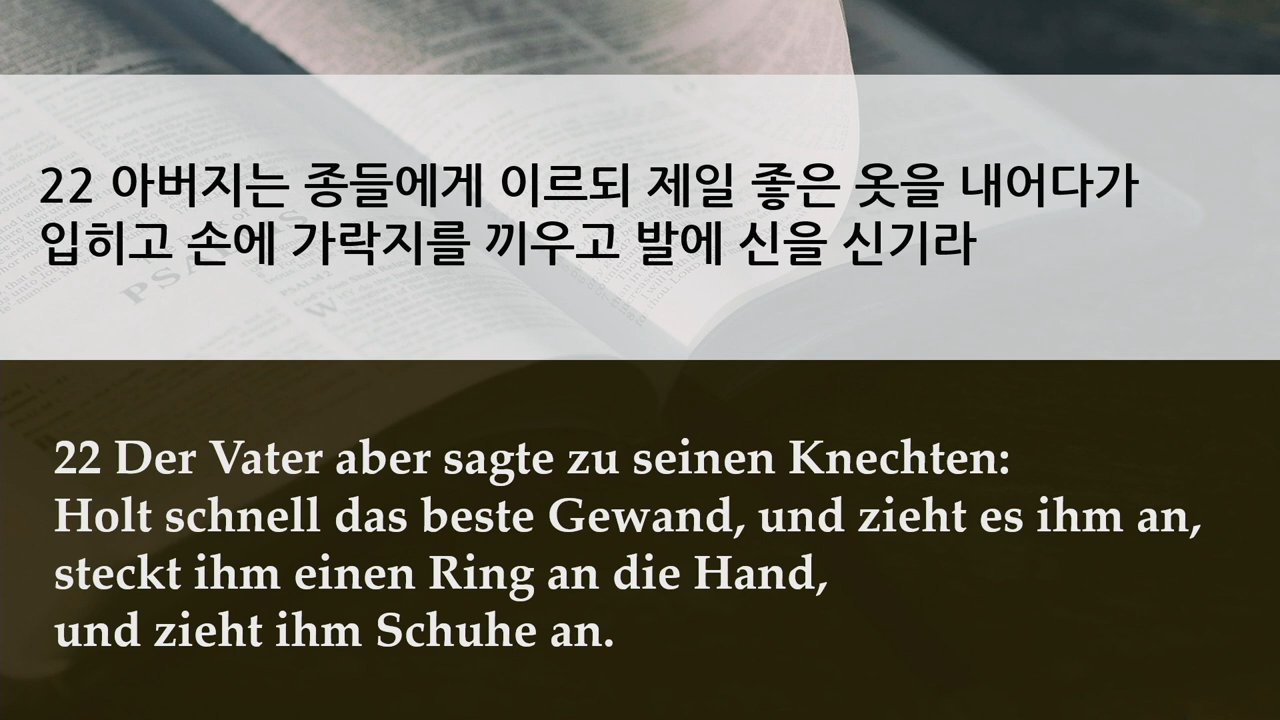 22 아버지는 종들에게 이르되 제일 좋은 옷을 내어다가
입히고 손에 가락지를 끼우고 발에 신을 신기라
22 Der Vater aber sagte zu seinen Knechten:
Holt schnell das beste Gewand, und zieht es ihm an,
steckt ihm einen Ring an die Hand,
und zieht ihm Schuhe an.